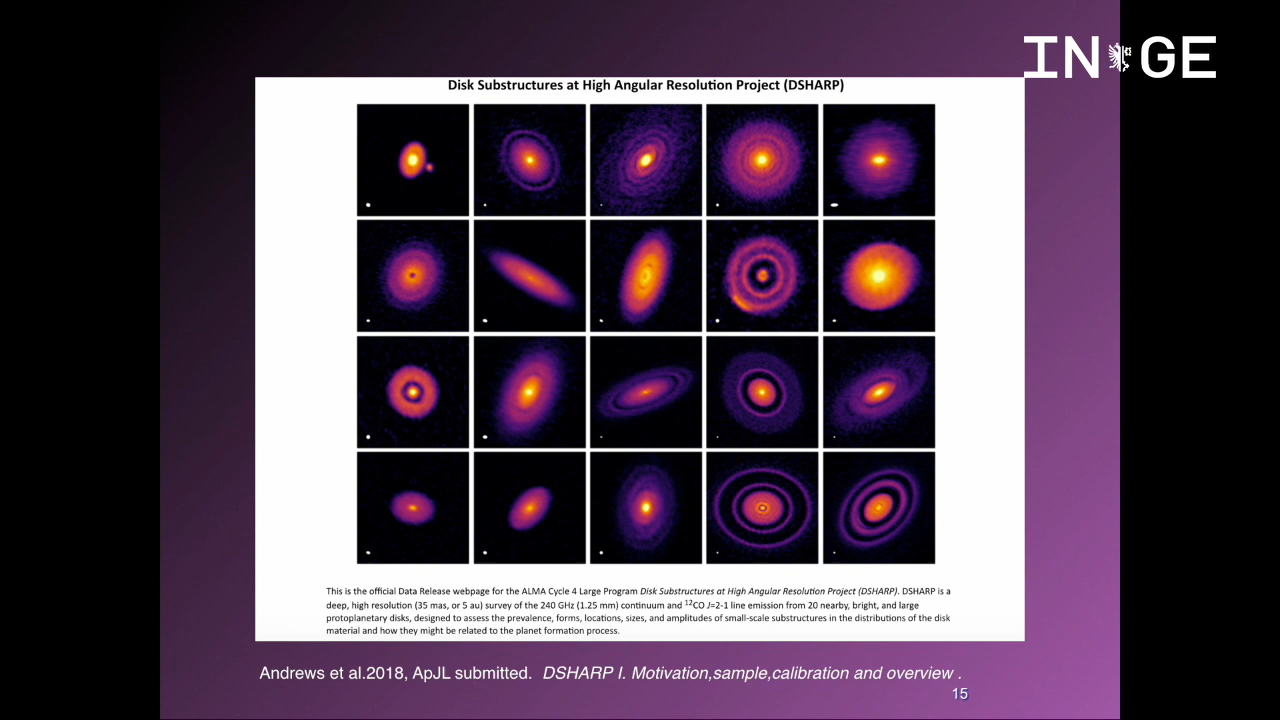 IN GE
Disk Substructures at High Angular Resolution Project (DSHARP)
This is the official Data Release webpage for the ALMA Cycle 4 Large Program Disk Substructures at High Angular Resolution Project (DSHARP). DSHARP is a
deep, high resolution (35 mas, or 5 au) survey of the 240 GHz (1.25 mm) continuum and ¹²CO J=2-1 line emission from 20 nearby, bright, and large
protoplanetary disks, designed to assess the prevalence, forms, locations, sizes, and amplitudes of small-scale substructures in the distributions of the disk
material and how they might be related to the planet formation process.
Andrews et al.2018, ApJL submitted. DSHARP I. Motivation,sample,calibration and overview .
15